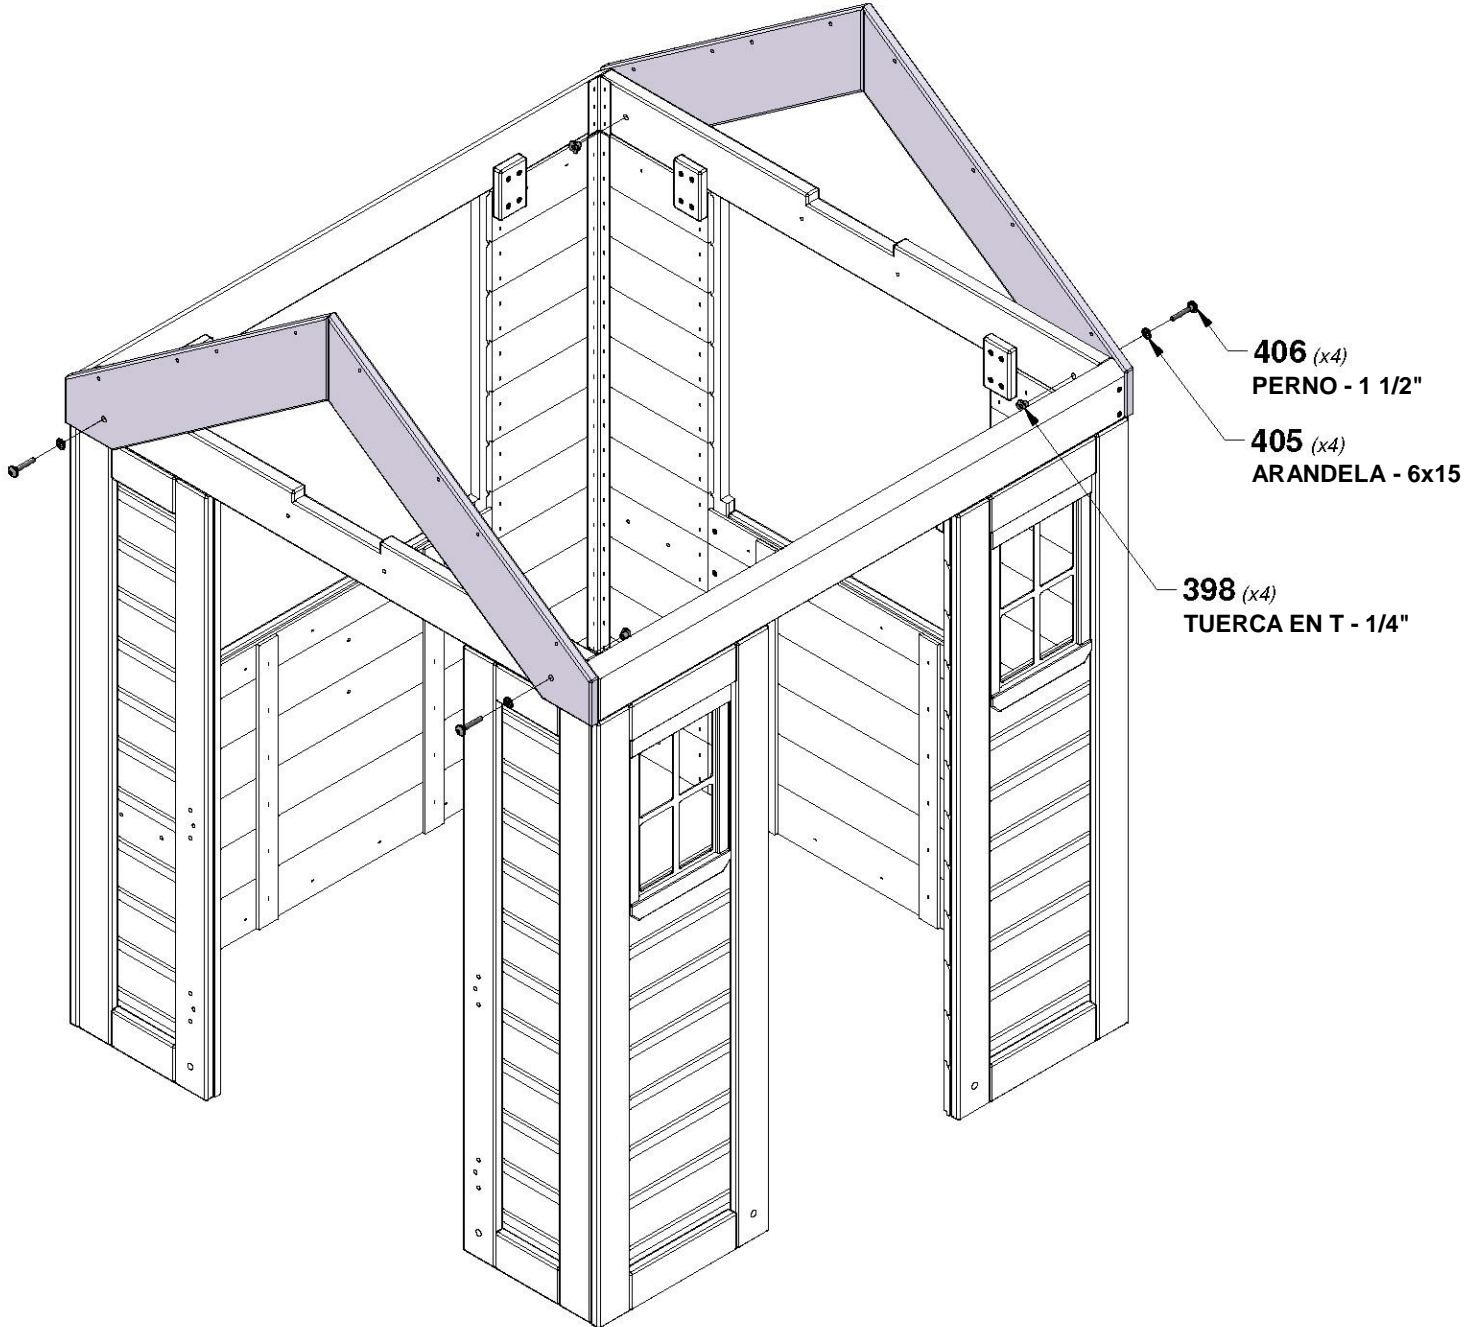 406 (x4)
PERNO - 1 1/2"
405 (x4)
ARANDELA - 6x15
398 (x4)
TUERCA EN T - 1/4"